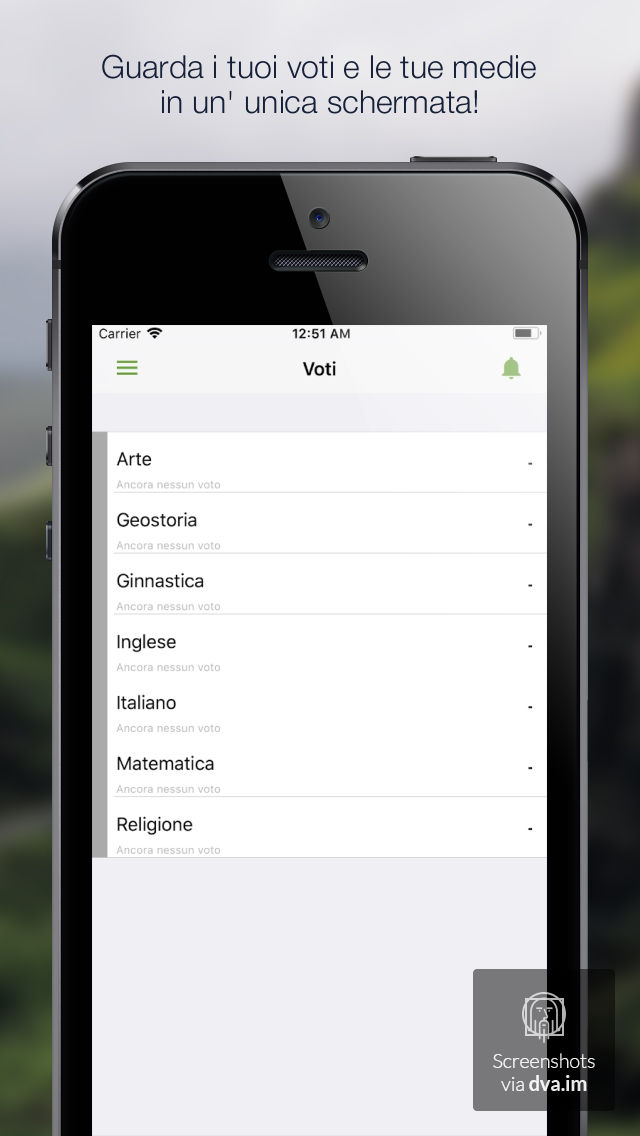 Guarda i tuoi voti e le tue medie
in un' unica schermata!
Carrier 12:51 AM
Voti
Arte -
Ancora nessun voto
Geostoria -
Ancora nessun voto
Ginnastica -
Ancora nessun voto
Inglese -
Ancora nessun voto
Italiano -
Ancora nessun voto
Matematica -
Ancora nessun voto
Religione -
Ancora nessun voto
Screenshots
via dva.im